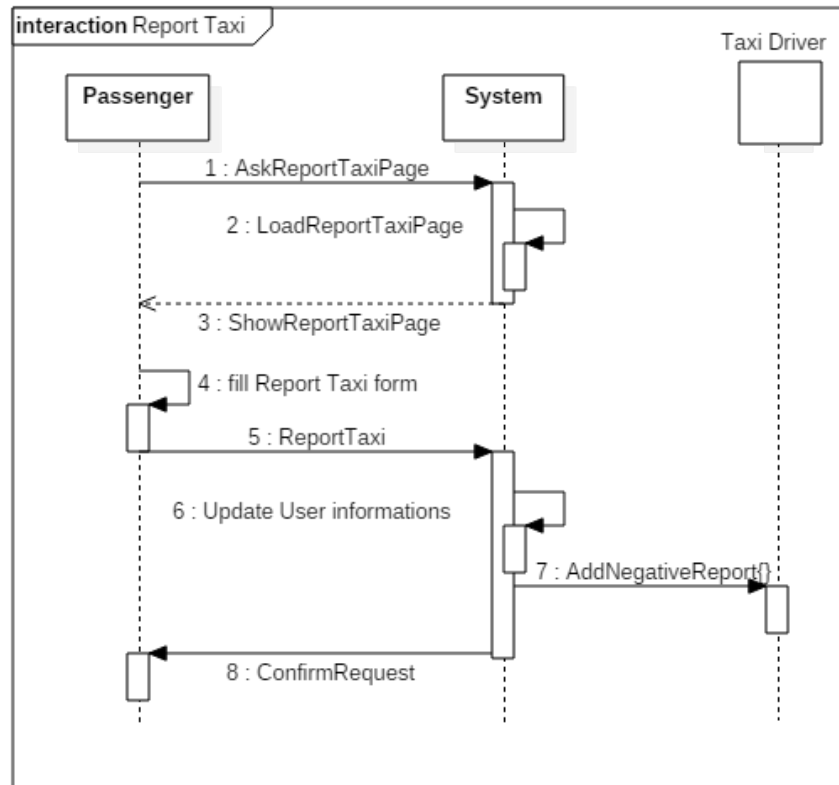 interaction Report Taxi
Taxi Driver
Passenger
System
1 : AskReportTaxiPage
2 : LoadReportTaxiPage
3 : ShowReportTaxiPage
4 : fill Report Taxi form
5 : ReportTaxi
6 : Update User informations
7 : AddNegativeReport{}
8 : ConfirmRequest